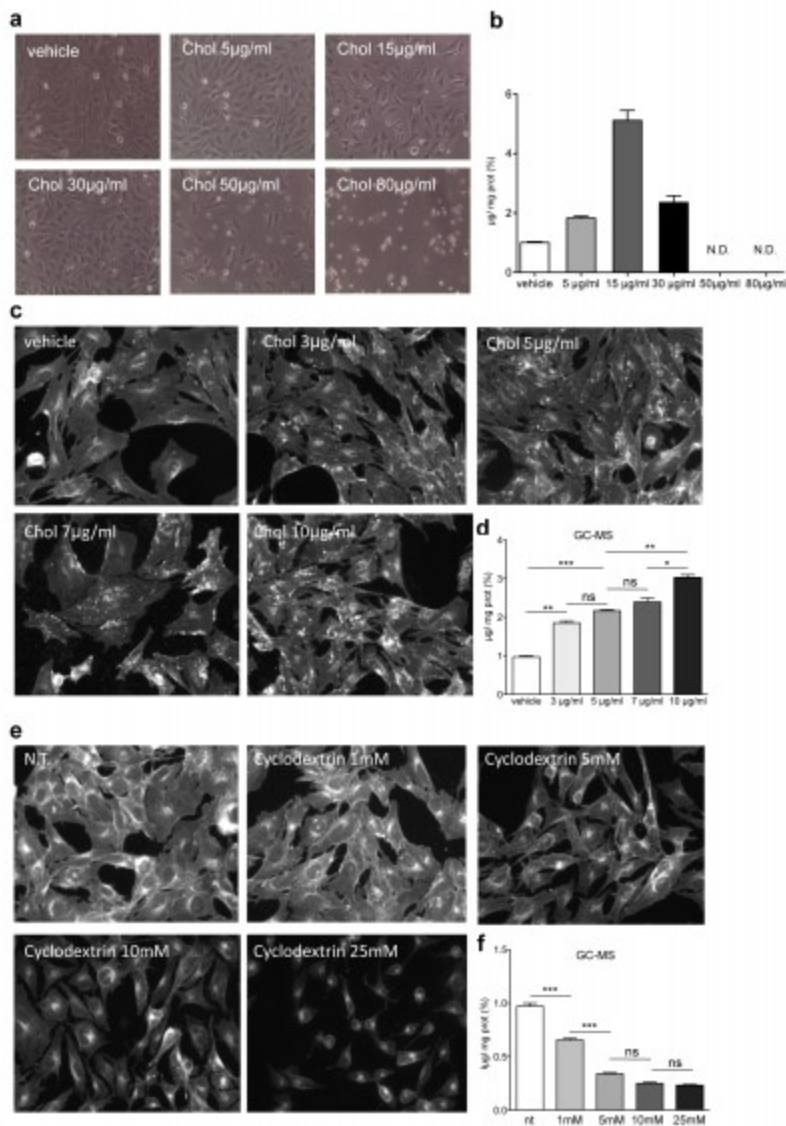 a
vehicle
Chol 5µg/ml
Chol 15µg/ml
Chol 30µg/ml
Chol 50µg/ml
Chol 80µg/ml
b
µg/ mg prot (%)
6
4
2
0
N.D.
N.D.
vehicle
5 µg/ml
15 µg/ml
30 µg/ml
50µg/ml
80µg/ml
c
vehicle
Chol 3µg/ml
Chol 5µg/ml
Chol 7µg/ml
Chol 10µg/ml
d
GC-MS
µg/ mg prot (%)
4
3
2
1
0
**
***
*
ns
ns
**
vehicle
3 µg/ml
5 µg/ml
7 µg/ml
10 µg/ml
e
N.T.
Cyclodextrin 1mM
Cyclodextrin 5mM
Cyclodextrin 10mM
Cyclodextrin 25mM
f
GC-MS
µg/ mg prot (%)
1.5
1.0
0.5
0.0
***
***
ns
ns
nt
1mM
5mM
10mM
25mM